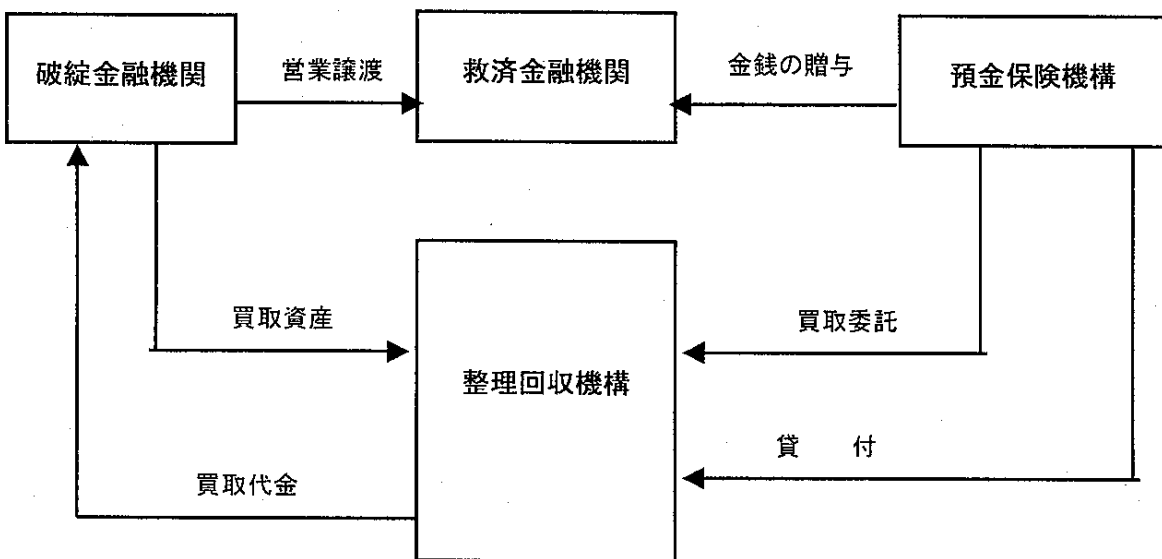 破綻金融機関
営業譲渡
救済金融機関
金銭の贈与
預金保険機構
買取資産
買取委託
整理回収機構
貸 付
買取代金